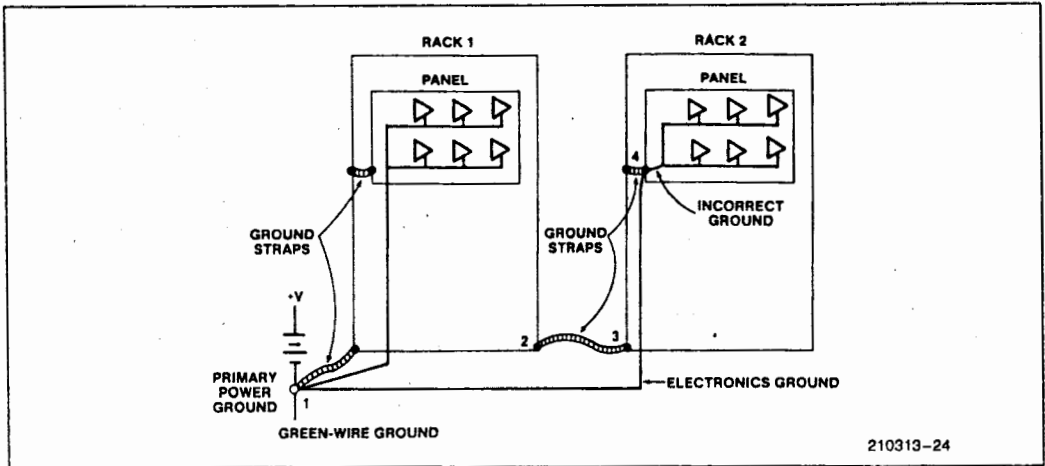 RACK 1
RACK 2
PANEL
PANEL
4
INCORRECT
GROUND
GROUND
STRAPS
GROUND
STRAPS
+V
2
3
PRIMARY
POWER
GROUND
1
ELECTRONICS GROUND
GREEN-WIRE GROUND
210313-24